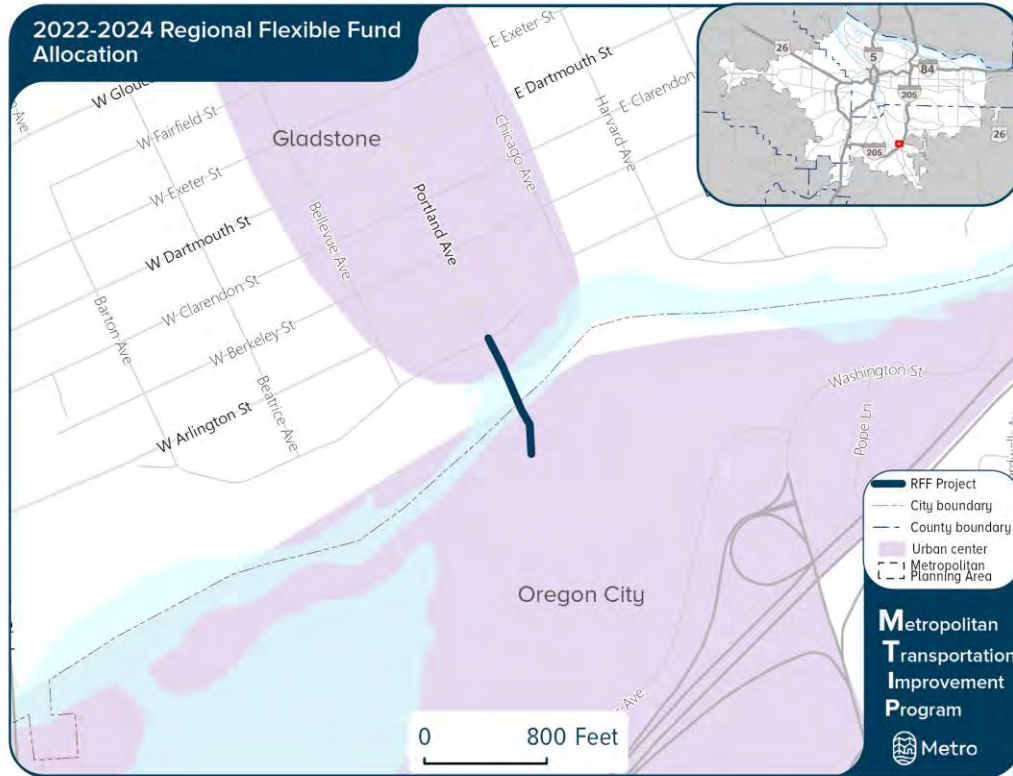 2022-2024 Regional Flexible Fund
Allocation
26
5
84
205
26
205
E Exeter St
W Glouc
E Dartmouth St
W Fairfield St
E Clarendon
Gladstone
Harvard Ave
Chicago Ave
W Exeter St
Portland Ave
Bellevue Ave
W Dartmouth St
W Clarendon St
Barton Ave
W Berkeley St
Beatrice Ave
W Arlington St
Washington St
Pope Ln
Oregon City
Ave
RFF Project
City boundary
County boundary
Urban center
Metropolitan
Planning Area
Metropolitan
Transportation
Improvement
Program
Metro
0 800 Feet